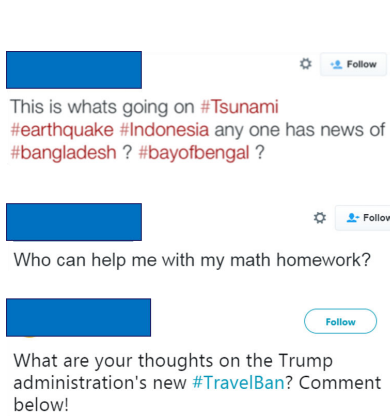 Follow
This is whats going on #Tsunami
#earthquake #Indonesia any one has news of
#bangladesh ? #bayofbengal ?
Follow
Who can help me with my math homework?
Follow
What are your thoughts on the Trump
administration's new #TravelBan? Comment
below!